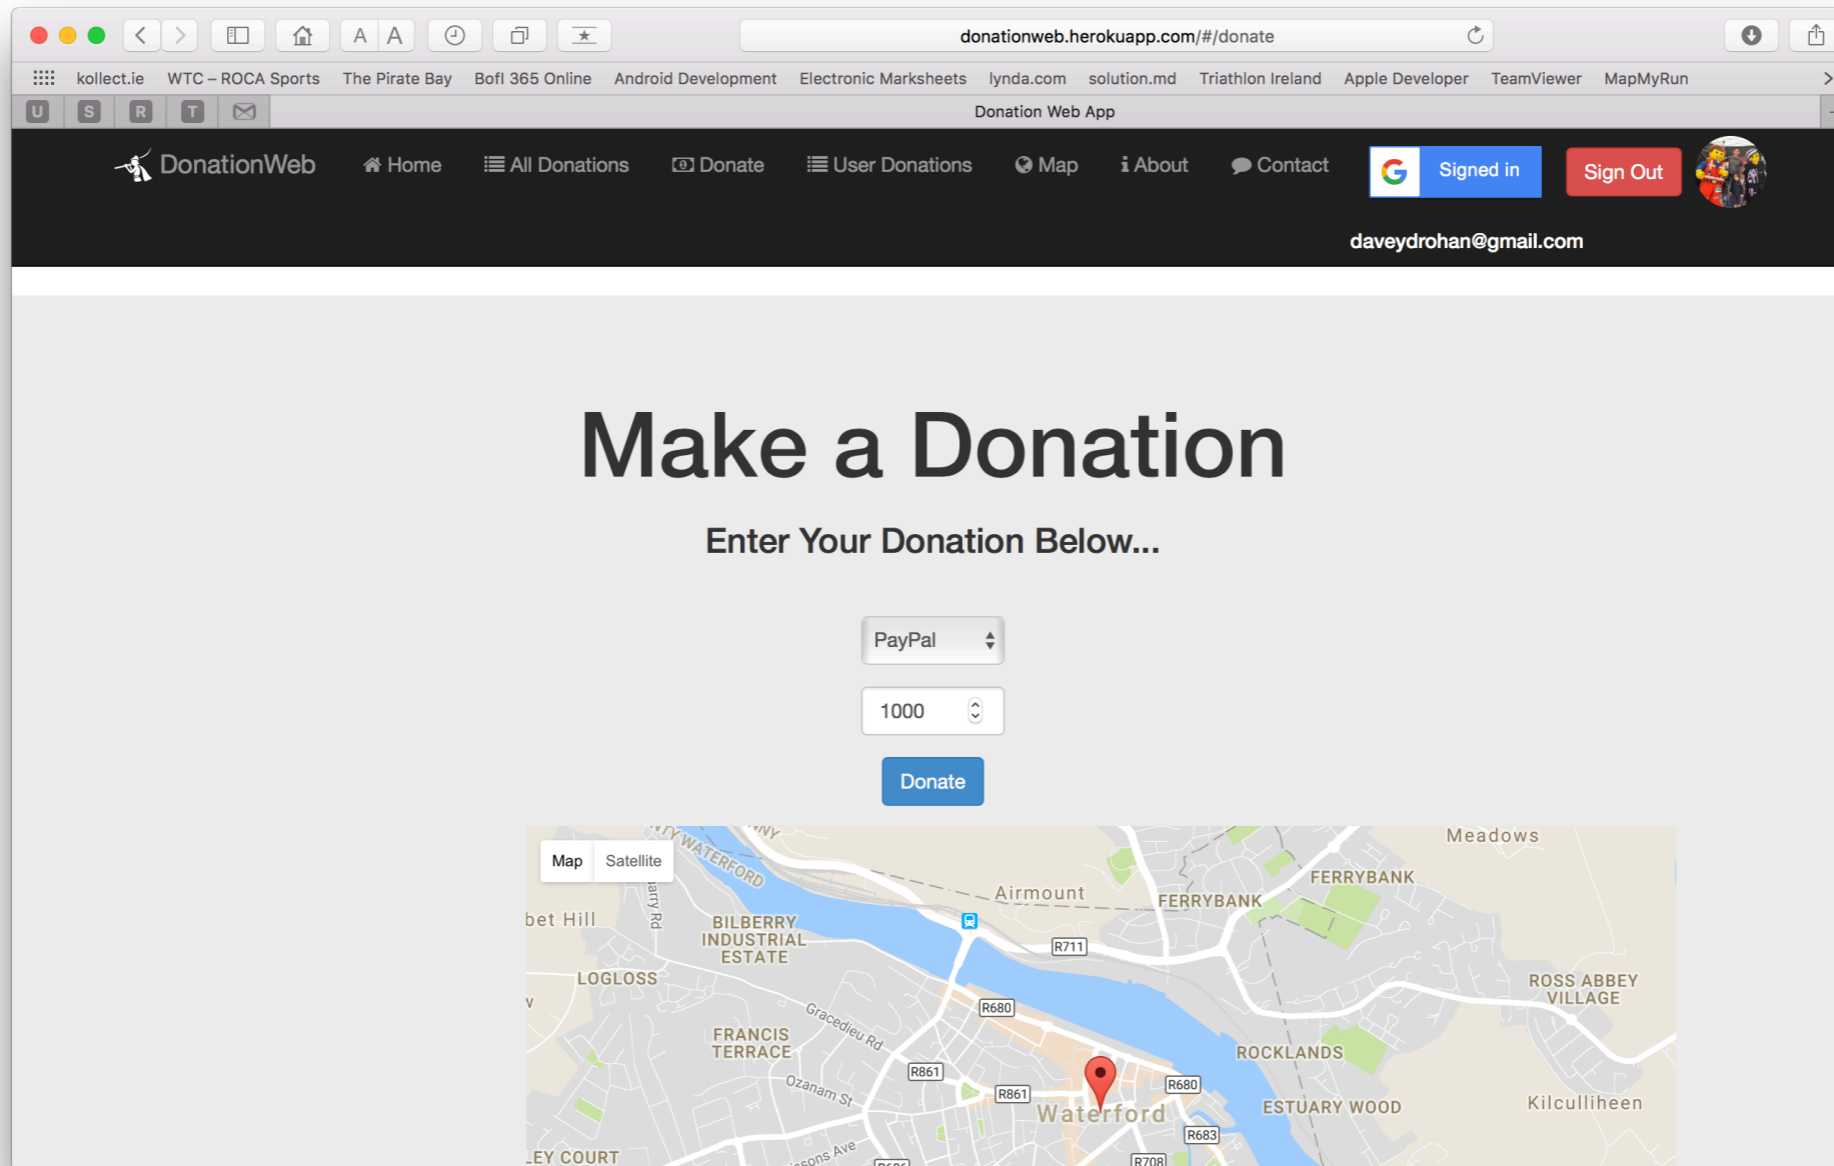 donationweb.herokuapp.com/#/donate
kollect.ie WTC – ROCA Sports The Pirate Bay BofI 365 Online Android Development Electronic Marksheets lynda.com solution.md Triathlon Ireland Apple Developer TeamViewer MapMyRun
U S R T Donation Web App
DonationWeb Home All Donations Donate User Donations Map About Contact G Signed in Sign Out
daveydrohan@gmail.com
Make a Donation
Enter Your Donation Below...
PayPal
1000
Donate
Map Satellite
WATERFORD
Meadows
FERRYBANK
Airmount
FERRYBANK
bet Hill
BILBERRY
INDUSTRIAL
ESTATE
R711
LOGLOSS
ROSS ABBEY
VILLAGE
R680
Gracedieu Rd
FRANCIS
TERRACE
ROCKLANDS
R861
Ozanam St
R861
R680
Waterford
ESTUARY WOOD
Kilculliheen
R683
LEY COURT
R708